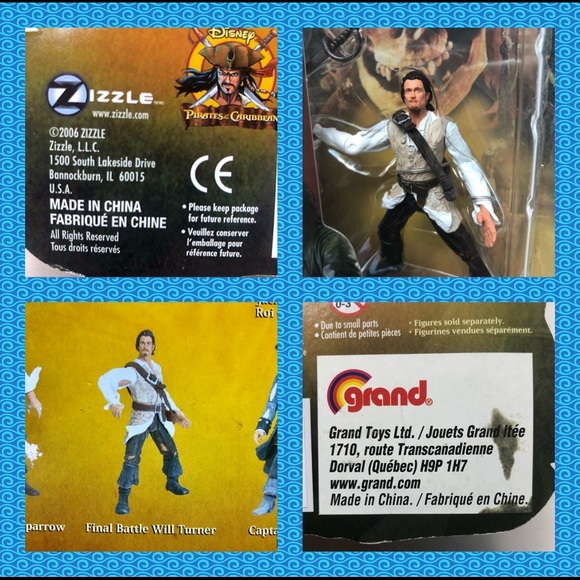 Disney
PIRATES of the CARIBBEAN
ZIZZLE
www.zizzle.com
©2006 ZIZZLE
Zizzle, L.L.C.
1500 South Lakeside Drive
Bannockburn, IL 60015
U.S.A.
MADE IN CHINA
FABRIQUÉ EN CHINE
All Rights Reserved
Tous droits réservés
CE
• Please keep package
for future reference.
• Veuillez conserver
l'emballage pour
référence future.
Roi
parrow
Final Battle Will Turner
Capta
0-3
• Due to small parts
• Contient de petites pièces
• Figures sold separately.
• Figurines vendues séparément.
grand®
Grand Toys Ltd. / Jouets Grand ltée
1710, route Transcanadienne
Dorval (Québec) H9P 1H7
www.grand.com
Made in China. / Fabriqué en Chine.